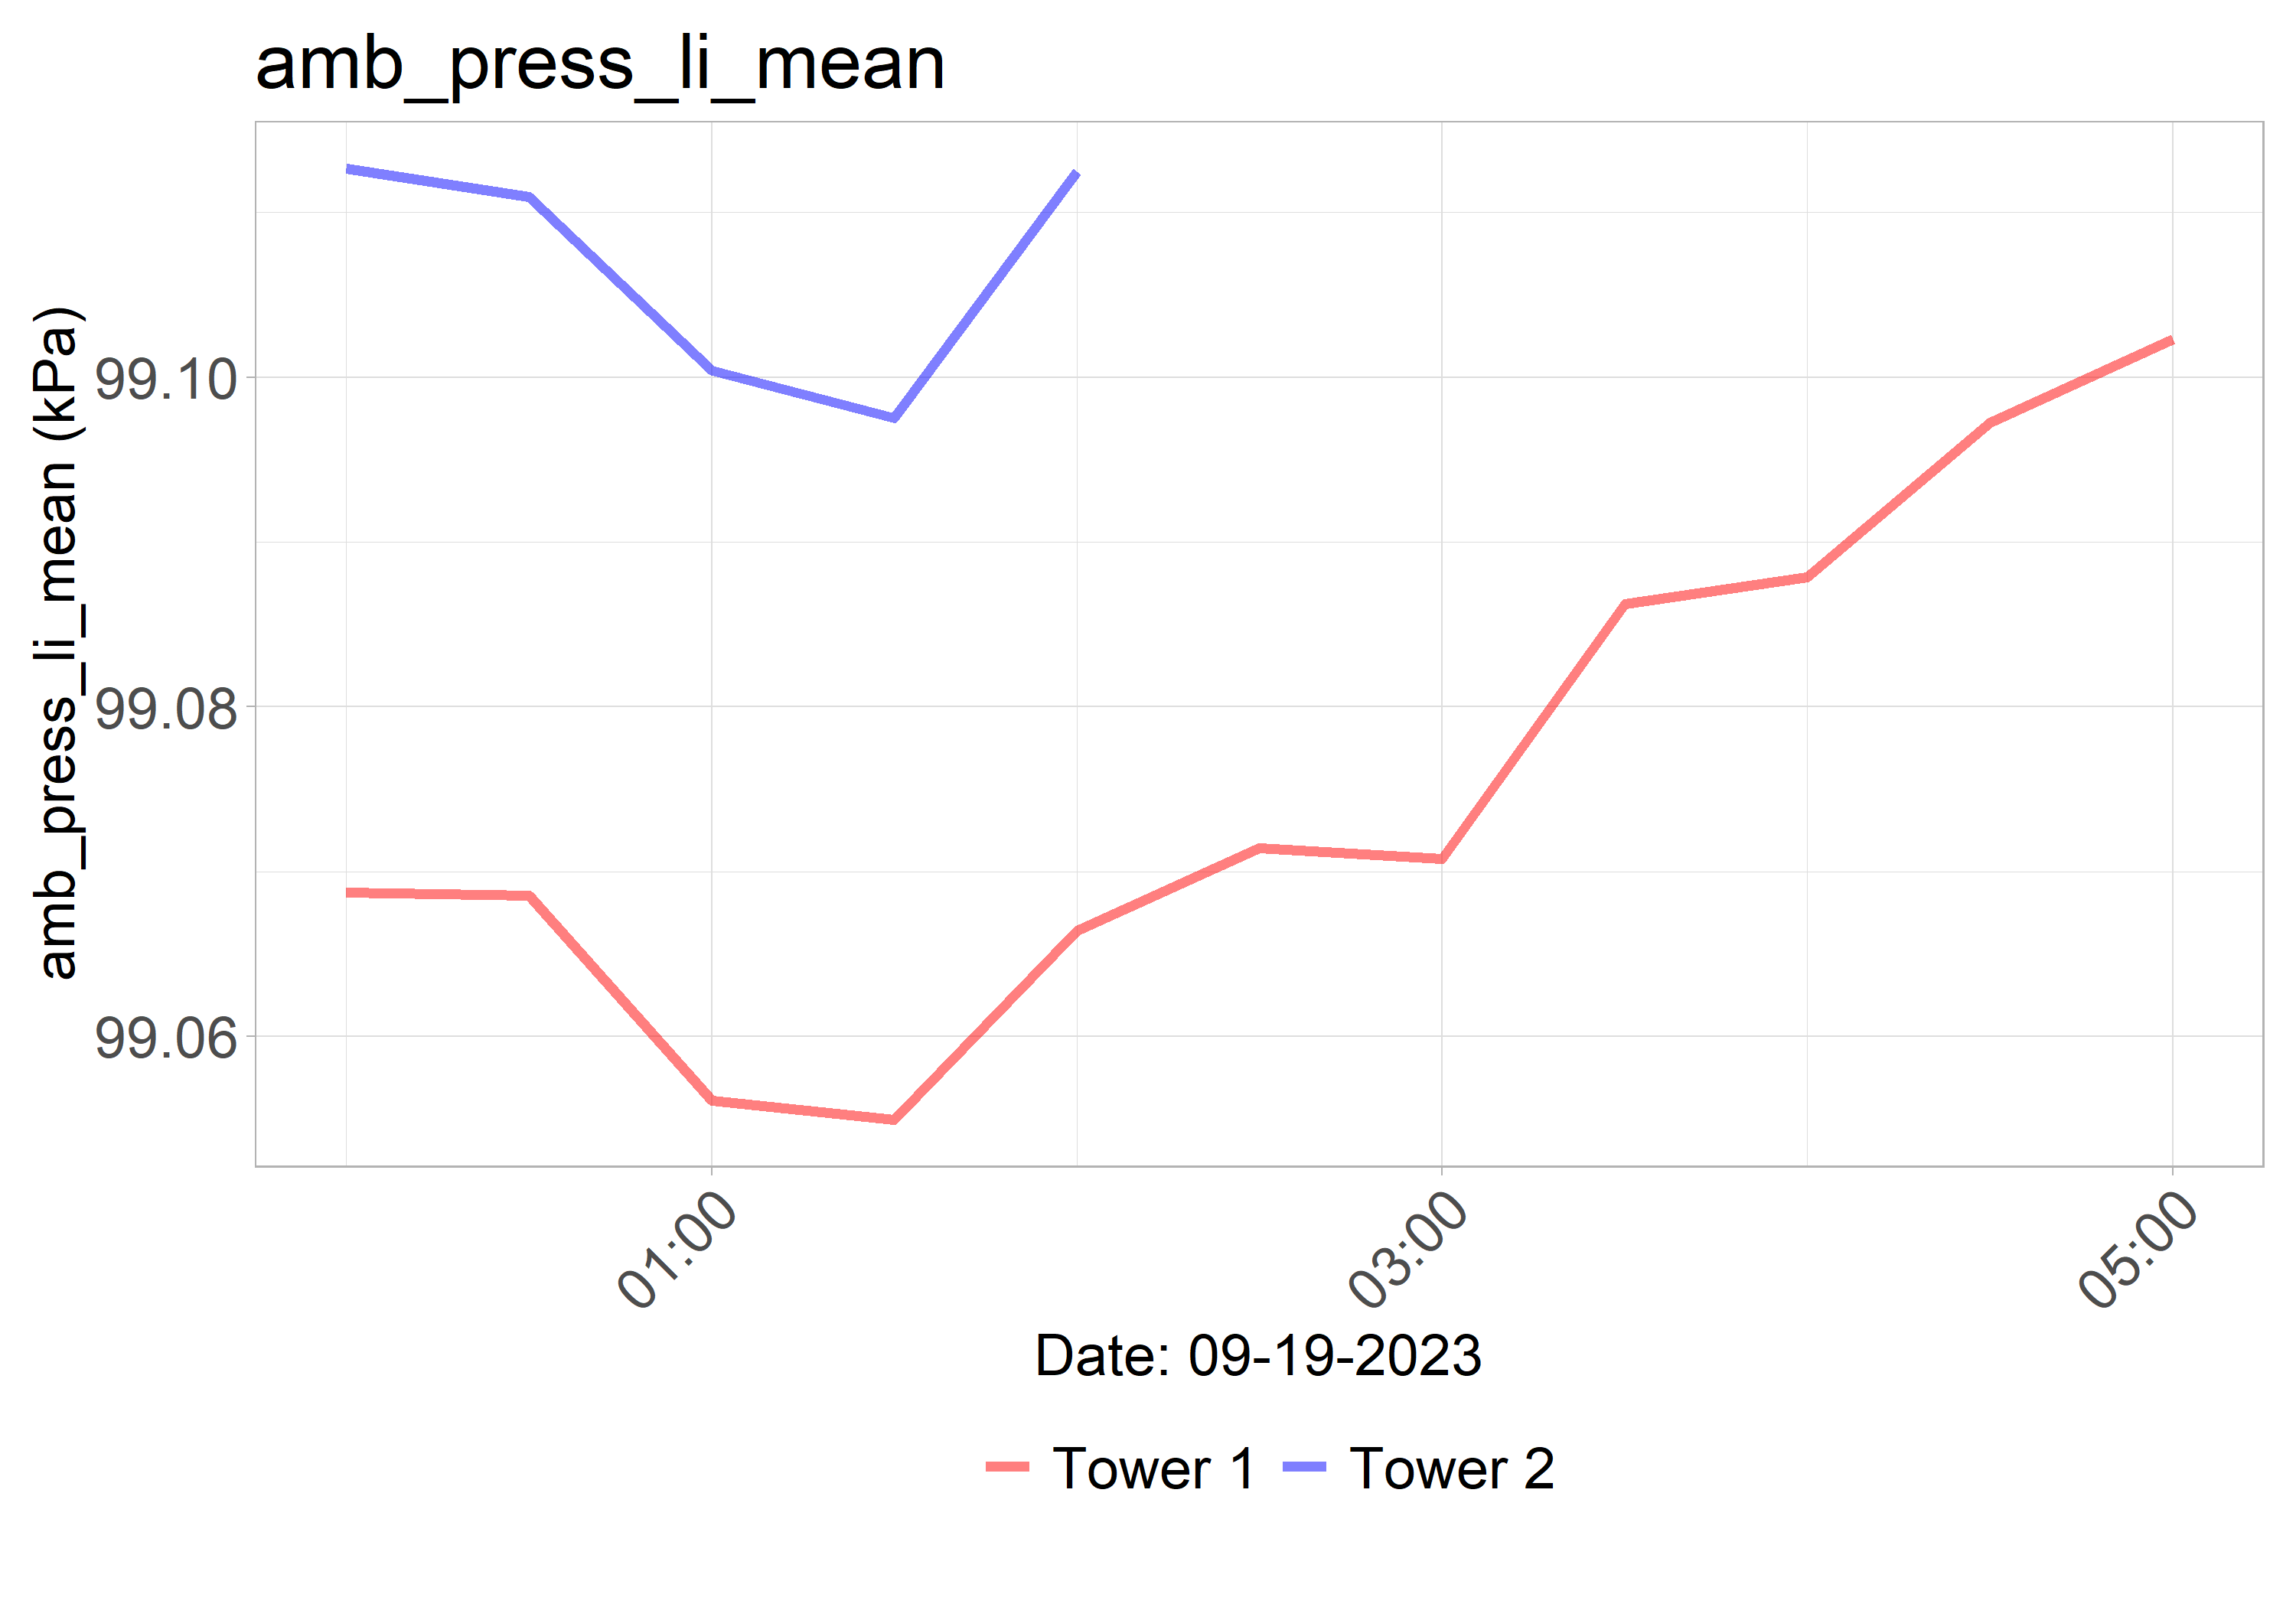 amb_press_li_mean
amb_press_li_mean (kPa)
99.10
99.08
99.06
01:00
03:00
05:00
Date: 09-19-2023
Tower 1
Tower 2